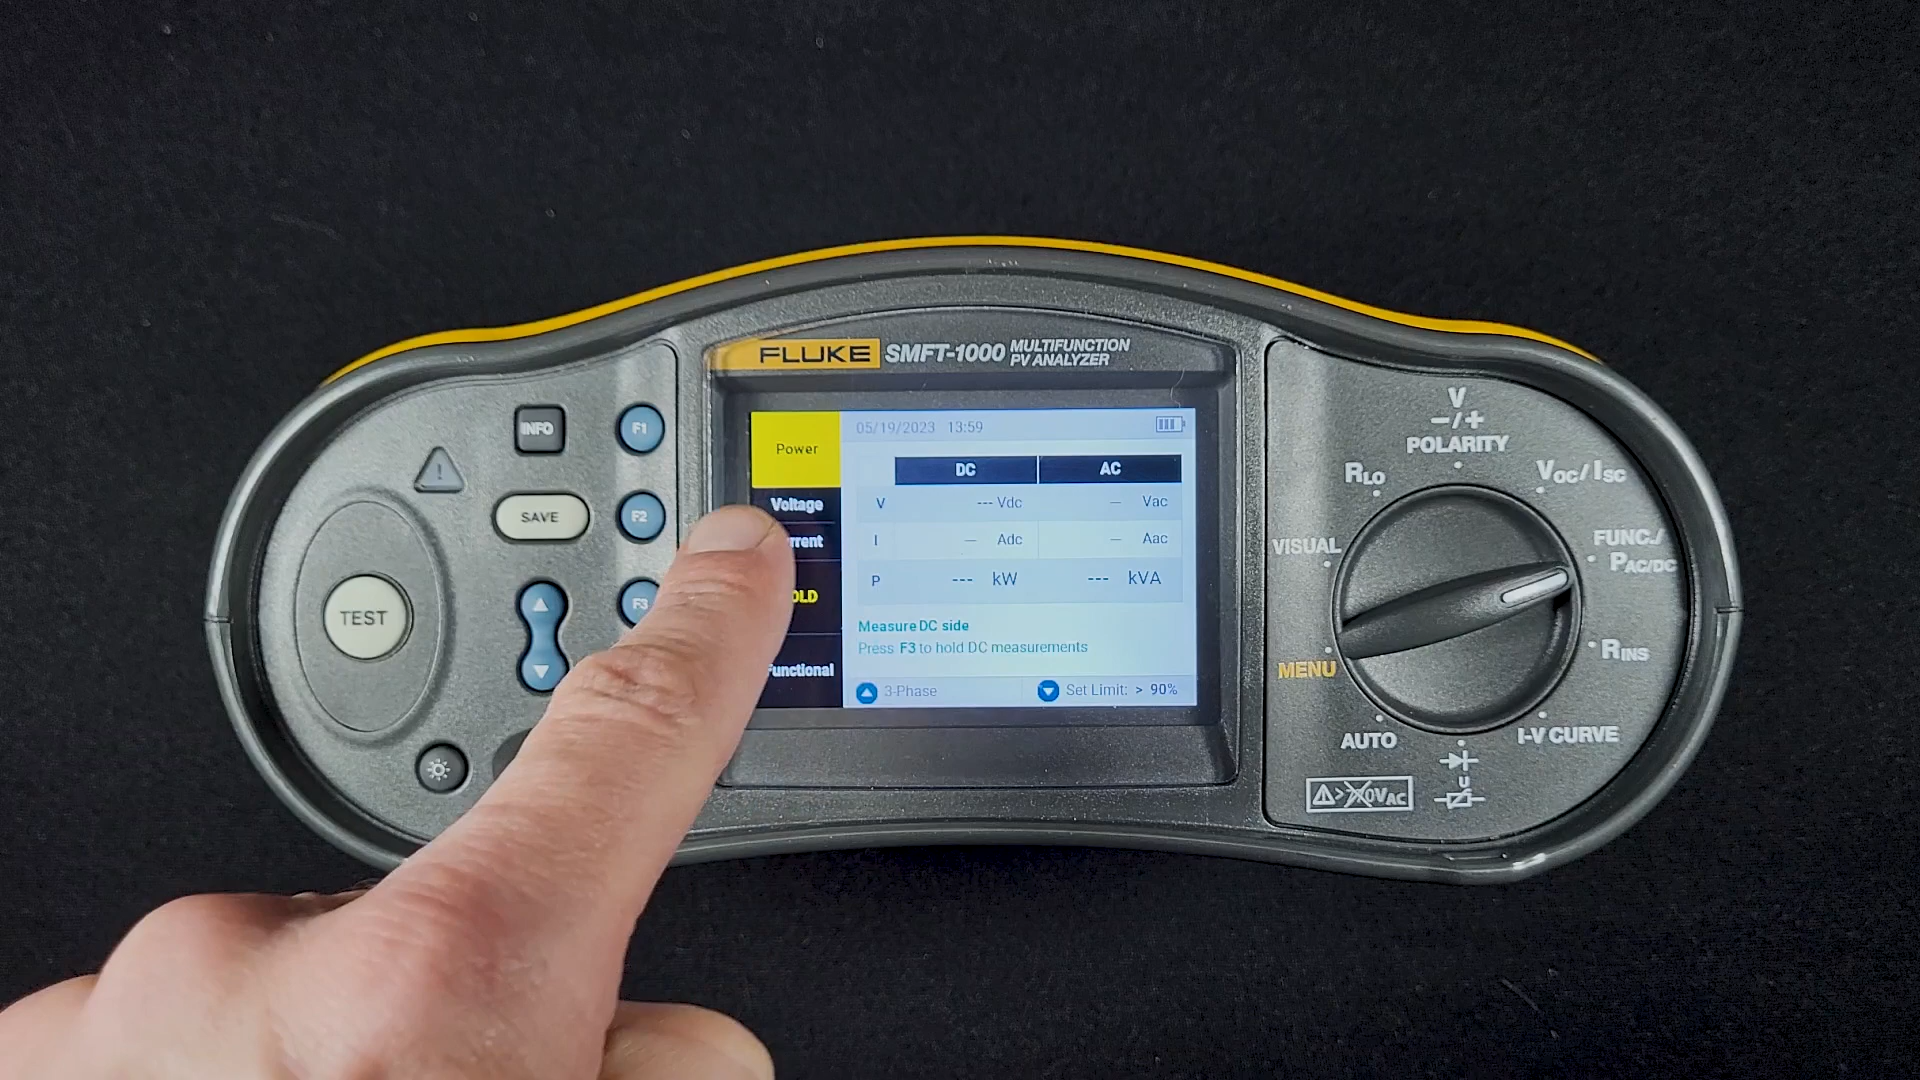 FLUKE SMFT-1000 MULTIFUNCTION
PV ANALYZER
INFO
F1
SAVE
F2
F3
TEST
Power
Voltage
Functional
05/19/2023 13:59
DC AC
V --- Vdc — Vac
I — Adc — Aac
P --- kW --- kVA
Measure DC side
Press F3 to hold DC measurements
3-Phase Set Limit: > 90%
V
–/+
POLARITY
RLO
VOC/ISC
VISUAL
FUNC./
PAC/DC
MENU
RINS
AUTO
I-V CURVE
U